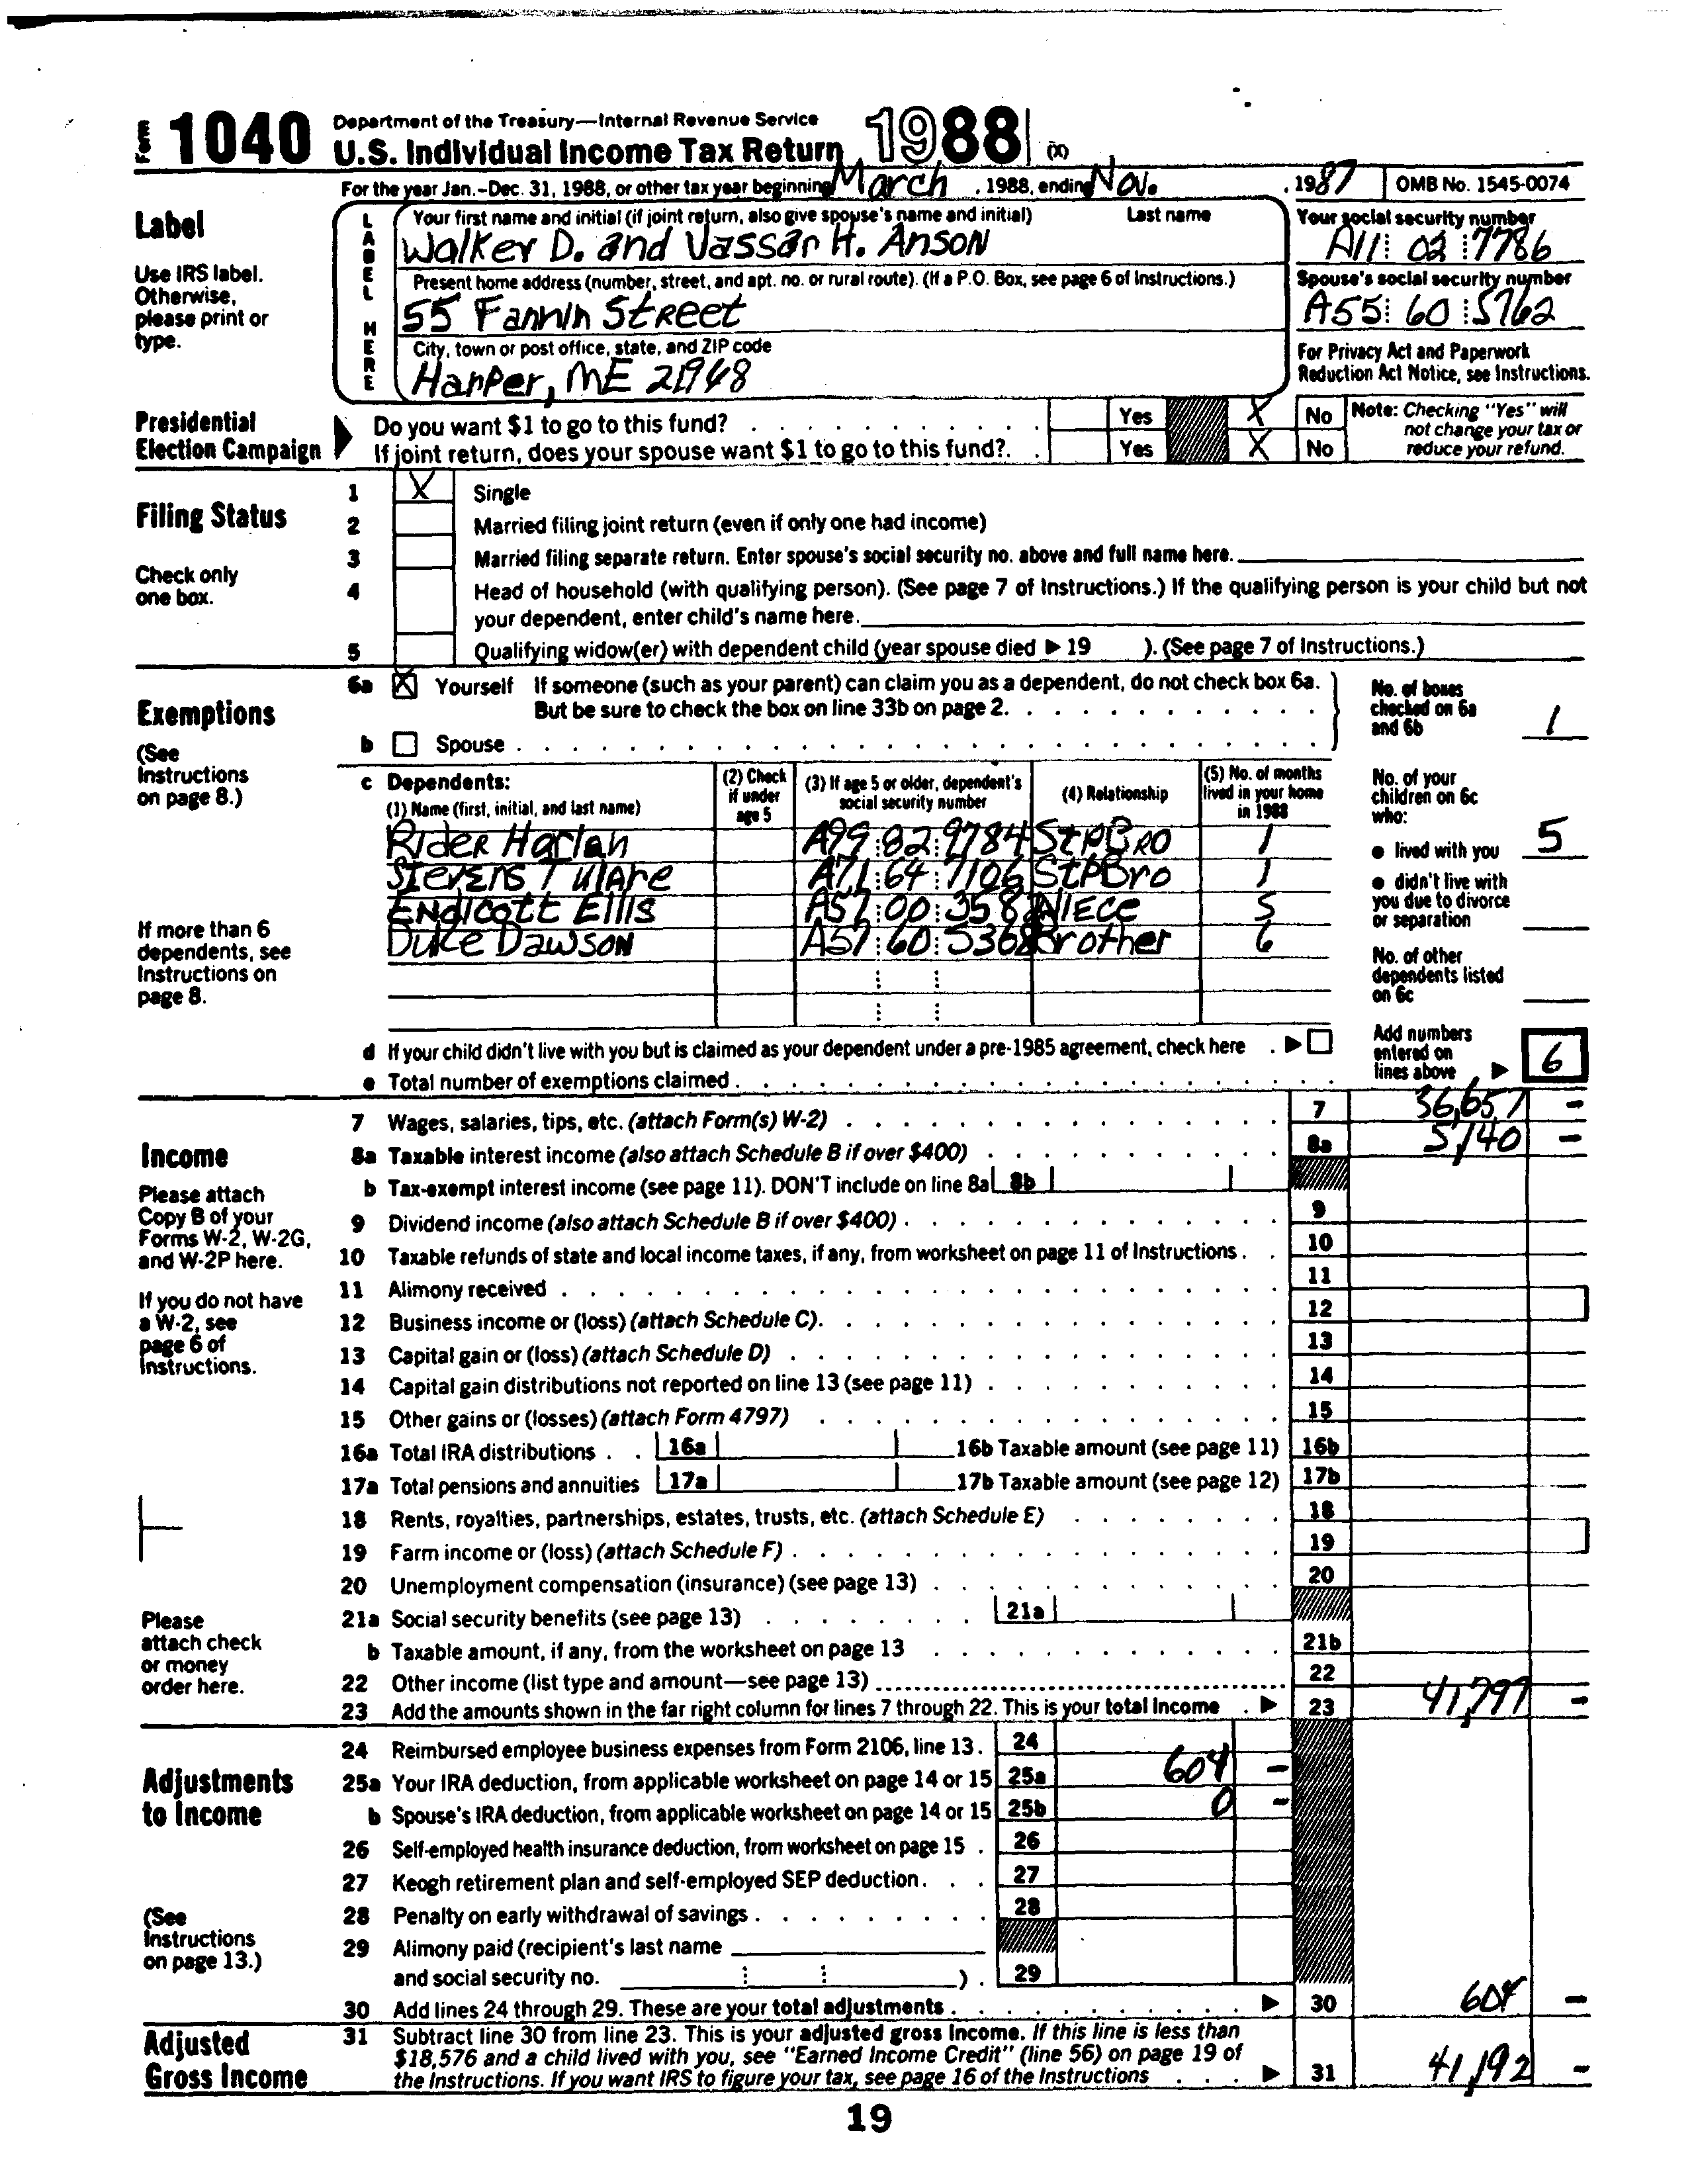 Form 1040 Department of the Treasury—Internal Revenue Service
U.S. Individual Income Tax Return 1988 (X)
For the year Jan.-Dec. 31, 1988, or other tax year beginning March , 1988, ending Nov. , 1987 OMB No. 1545-0074
Label
Use IRS label.
Otherwise,
please print or
type.
LABEL HERE
Your first name and initial (if joint return, also give spouse's name and initial) Last name
Walker D. and Vassar H. Anson
Your social security number
A11 02 7786
Present home address (number, street, and apt. no. or rural route). (If a P.O. Box, see page 6 of Instructions.)
55 Fannin Street
Spouse's social security number
A55 60 5762
City, town or post office, state, and ZIP code
Harper, ME 21948
For Privacy Act and Paperwork
Reduction Act Notice, see Instructions.
Presidential
Election Campaign
Do you want $1 to go to this fund? Yes X No
If joint return, does your spouse want $1 to go to this fund? Yes X No
Note: Checking "Yes" will
not change your tax or
reduce your refund.
Filing Status
Check only
one box.
1 X Single
2 Married filing joint return (even if only one had income)
3 Married filing separate return. Enter spouse's social security no. above and full name here.
4 Head of household (with qualifying person). (See page 7 of Instructions.) If the qualifying person is your child but not
your dependent, enter child's name here.
5 Qualifying widow(er) with dependent child (year spouse died ▶ 19 ). (See page 7 of Instructions.)
Exemptions
(See
Instructions
on page 8.)
If more than 6
dependents, see
Instructions on
page 8.
6a X Yourself If someone (such as your parent) can claim you as a dependent, do not check box 6a.
But be sure to check the box on line 33b on page 2.
b Spouse
No. of boxes
checked on 6a
and 6b 1
c Dependents:
(1) Name (first, initial, and last name)
(2) Check
if under
age 5
(3) If age 5 or older, dependent's
social security number
(4) Relationship
(5) No. of months
lived in your home
in 1988
Rider Harlan A99 82 9784 StpBRO 1
Stevens Tulare A71 64 7106 StpBro 1
Endicott Ellis A57 00 358 Niece 5
Duke Dawson A57 60 5368 Brother 6
No. of your
children on 6c
who:
● lived with you 5
● didn't live with
you due to divorce
or separation
No. of other
dependents listed
on 6c
d If your child didn't live with you but is claimed as your dependent under a pre-1985 agreement, check here ▶
e Total number of exemptions claimed
Add numbers
entered on
lines above ▶ 6
Income
Please attach
Copy B of your
Forms W-2, W-2G,
and W-2P here.
If you do not have
a W-2, see
page 6 of
Instructions.
Please
attach check
or money
order here.
7 Wages, salaries, tips, etc. (attach Form(s) W-2) 7 36,657 –
8a Taxable interest income (also attach Schedule B if over $400) 8a 5,140 –
b Tax-exempt interest income (see page 11). DON'T include on line 8a 8b
9 Dividend income (also attach Schedule B if over $400) 9
10 Taxable refunds of state and local income taxes, if any, from worksheet on page 11 of Instructions 10
11 Alimony received 11
12 Business income or (loss) (attach Schedule C) 12
13 Capital gain or (loss) (attach Schedule D) 13
14 Capital gain distributions not reported on line 13 (see page 11) 14
15 Other gains or (losses) (attach Form 4797) 15
16a Total IRA distributions 16a 16b Taxable amount (see page 11) 16b
17a Total pensions and annuities 17a 17b Taxable amount (see page 12) 17b
18 Rents, royalties, partnerships, estates, trusts, etc. (attach Schedule E) 18
19 Farm income or (loss) (attach Schedule F) 19
20 Unemployment compensation (insurance) (see page 13) 20
21a Social security benefits (see page 13) 21a
b Taxable amount, if any, from the worksheet on page 13 21b
22 Other income (list type and amount—see page 13) 22
23 Add the amounts shown in the far right column for lines 7 through 22. This is your total income ▶ 23 41,797 –
Adjustments
to Income
(See
Instructions
on page 13.)
24 Reimbursed employee business expenses from Form 2106, line 13 24
25a Your IRA deduction, from applicable worksheet on page 14 or 15 25a 604 –
b Spouse's IRA deduction, from applicable worksheet on page 14 or 15 25b 0 –
26 Self-employed health insurance deduction, from worksheet on page 15 26
27 Keogh retirement plan and self-employed SEP deduction 27
28 Penalty on early withdrawal of savings 28
29 Alimony paid (recipient's last name
and social security no. ) 29
30 Add lines 24 through 29. These are your total adjustments ▶ 30 604 –
Adjusted
Gross Income
31 Subtract line 30 from line 23. This is your adjusted gross income. If this line is less than
$18,576 and a child lived with you, see "Earned Income Credit" (line 56) on page 19 of
the Instructions. If you want IRS to figure your tax, see page 16 of the Instructions ▶ 31 41,192 –
19